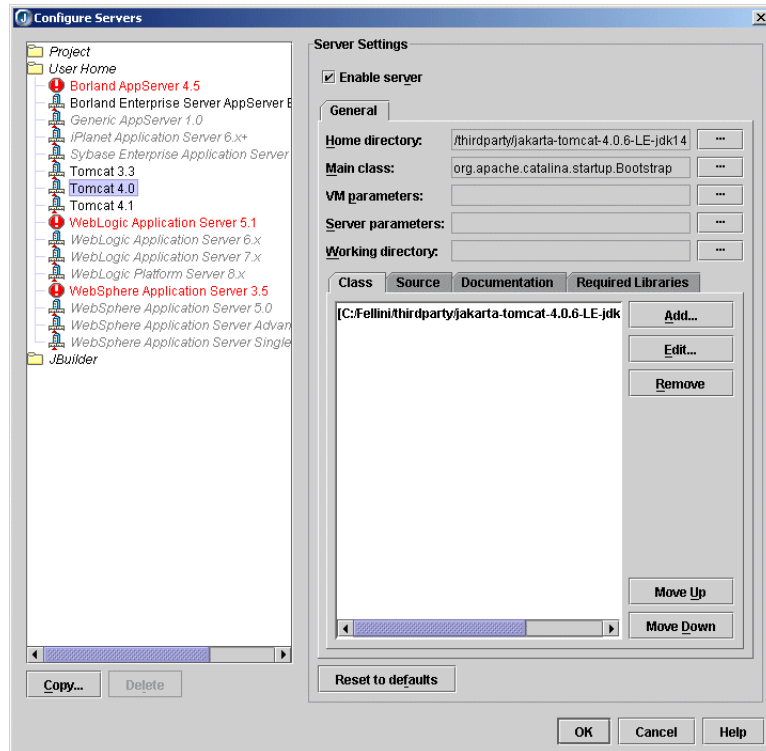 Configure Servers
Project
User Home
Borland AppServer 4.5
Borland Enterprise Server AppServer E
Generic AppServer 1.0
iPlanet Application Server 6.x+
Sybase Enterprise Application Server
Tomcat 3.3
Tomcat 4.0
Tomcat 4.1
WebLogic Application Server 5.1
WebLogic Application Server 6.x
WebLogic Application Server 7.x
WebLogic Platform Server 8.x
WebSphere Application Server 3.5
WebSphere Application Server 5.0
WebSphere Application Server Advan
WebSphere Application Server Single
JBuilder
Copy...
Delete
Server Settings
Enable server
General
Home directory: /thirdparty/jakarta-tomcat-4.0.6-LE-jdk14 ...
Main class: org.apache.catalina.startup.Bootstrap ...
VM parameters: ...
Server parameters: ...
Working directory: ...
Class Source Documentation Required Libraries
[C:/Fellini/thirdparty/jakarta-tomcat-4.0.6-LE-jdk
Add...
Edit...
Remove
Move Up
Move Down
Reset to defaults
OK Cancel Help